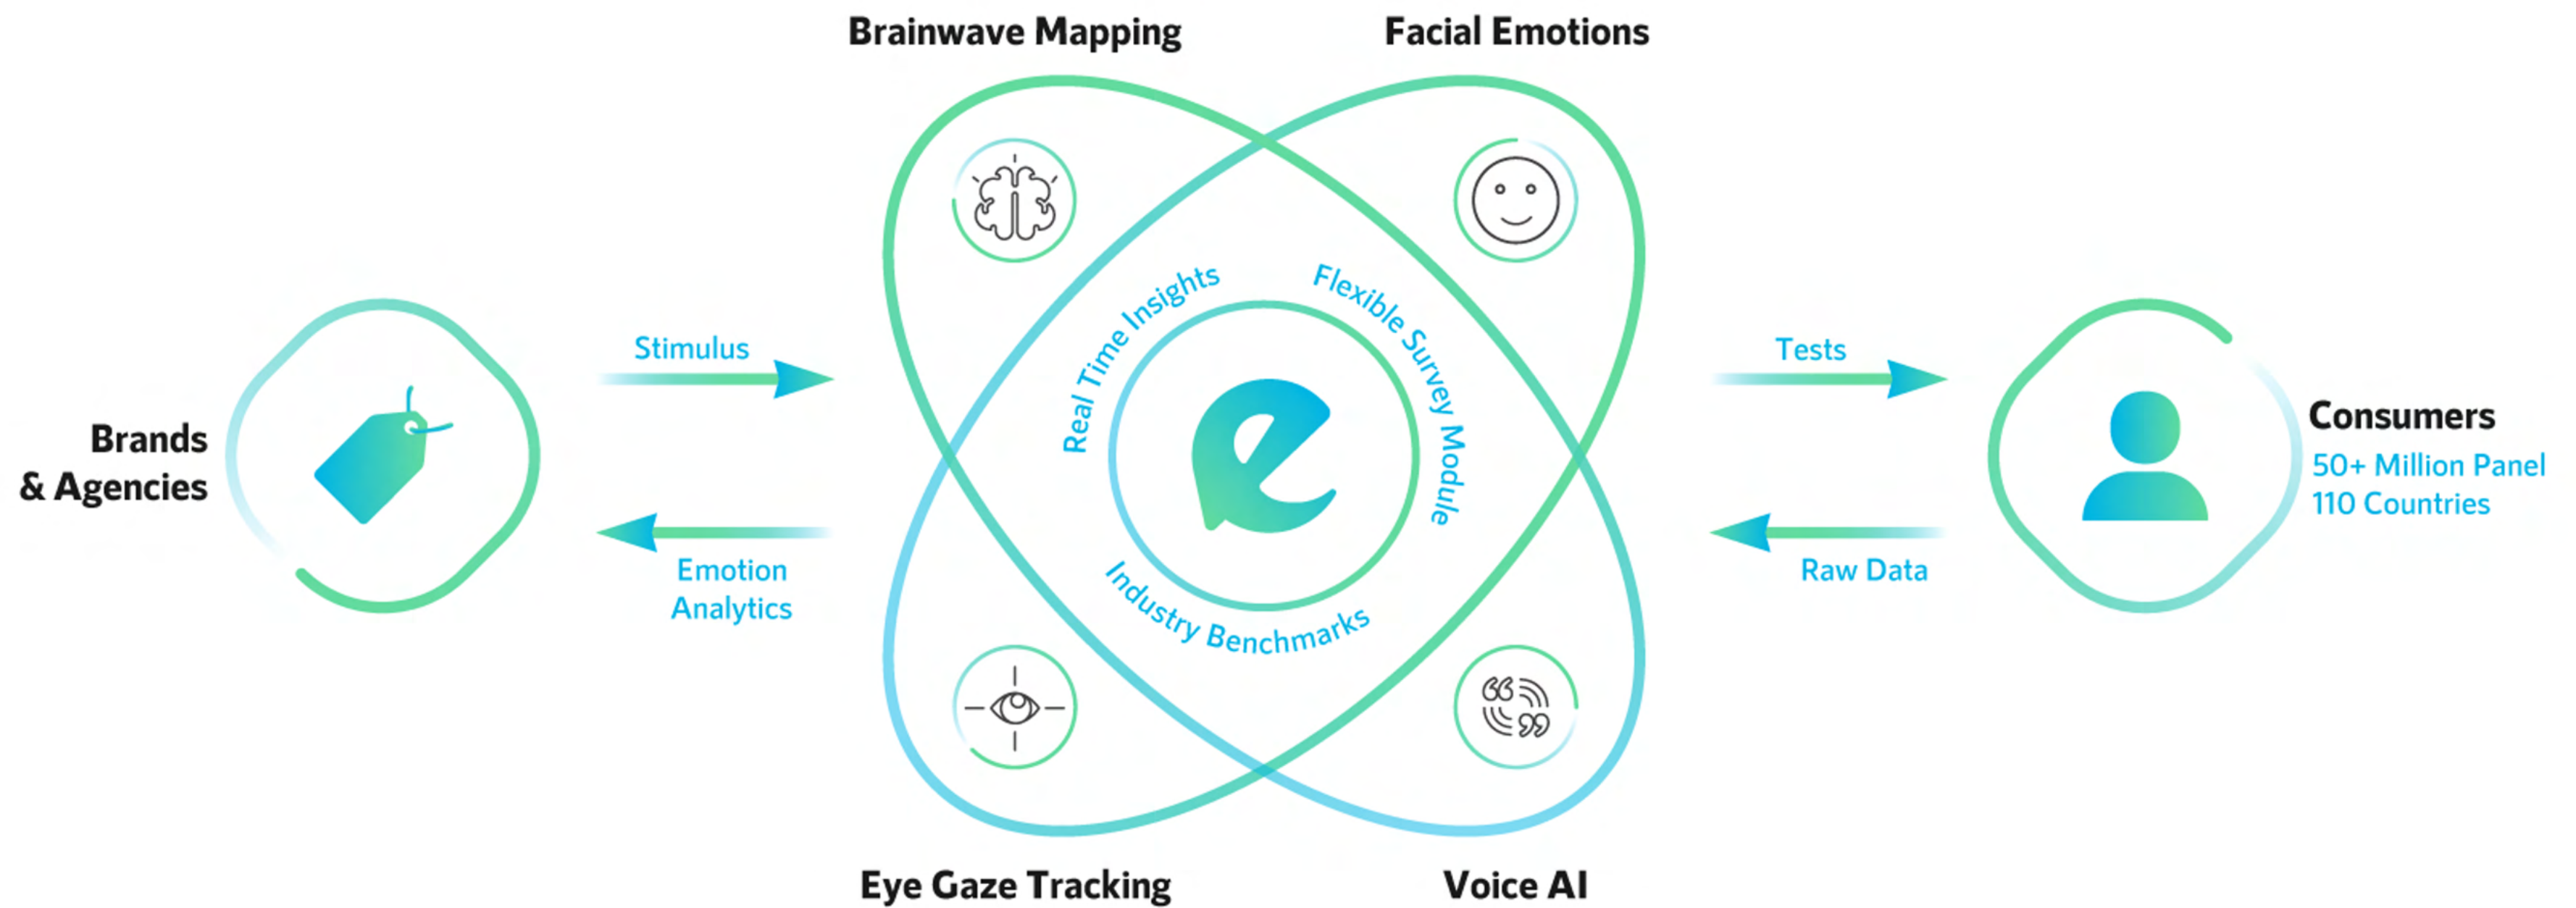 Brainwave Mapping
Facial Emotions
Real Time Insights
Flexible Survey Module
Industry Benchmarks
Stimulus
Tests
Brands
& Agencies
Consumers
50+ Million Panel
110 Countries
Emotion
Analytics
Raw Data
Eye Gaze Tracking
Voice AI